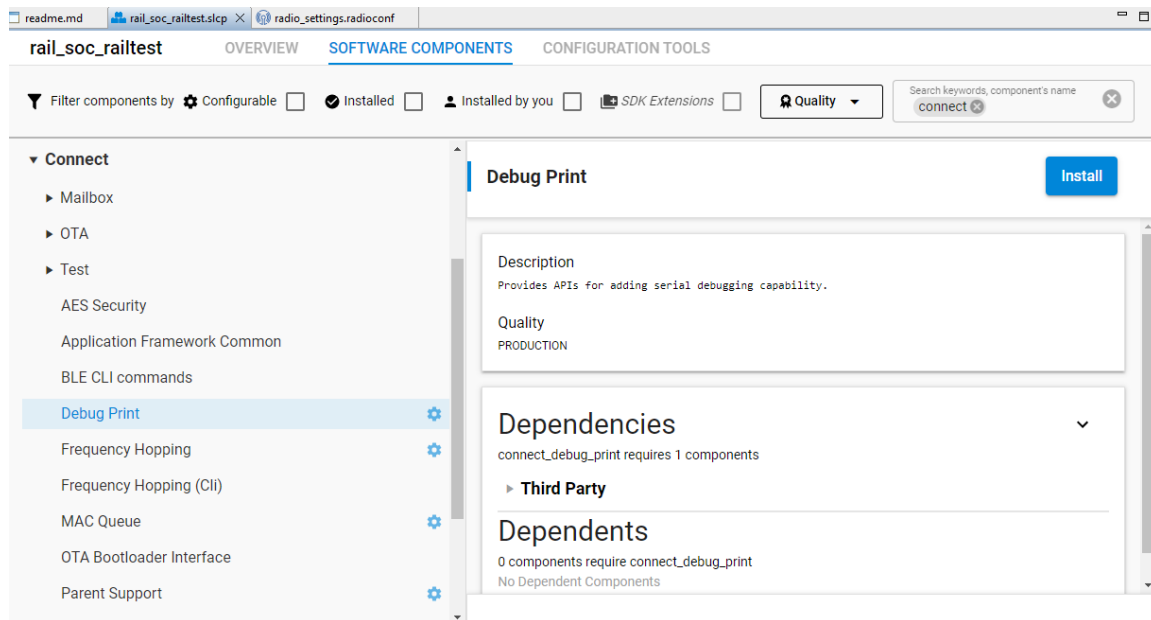 readme.md
rail_soc_railtest.slcp
radio_settings.radioconf
rail_soc_railtest OVERVIEW SOFTWARE COMPONENTS CONFIGURATION TOOLS
Filter components by Configurable Installed Installed by you SDK Extensions Quality
Search keywords, component's name
connect
Connect
Mailbox
OTA
Test
AES Security
Application Framework Common
BLE CLI commands
Debug Print
Frequency Hopping
Frequency Hopping (Cli)
MAC Queue
OTA Bootloader Interface
Parent Support
Debug Print
Install
Description
Provides APIs for adding serial debugging capability.
Quality
PRODUCTION
Dependencies
connect_debug_print requires 1 components
Third Party
Dependents
0 components require connect_debug_print
No Dependent Components